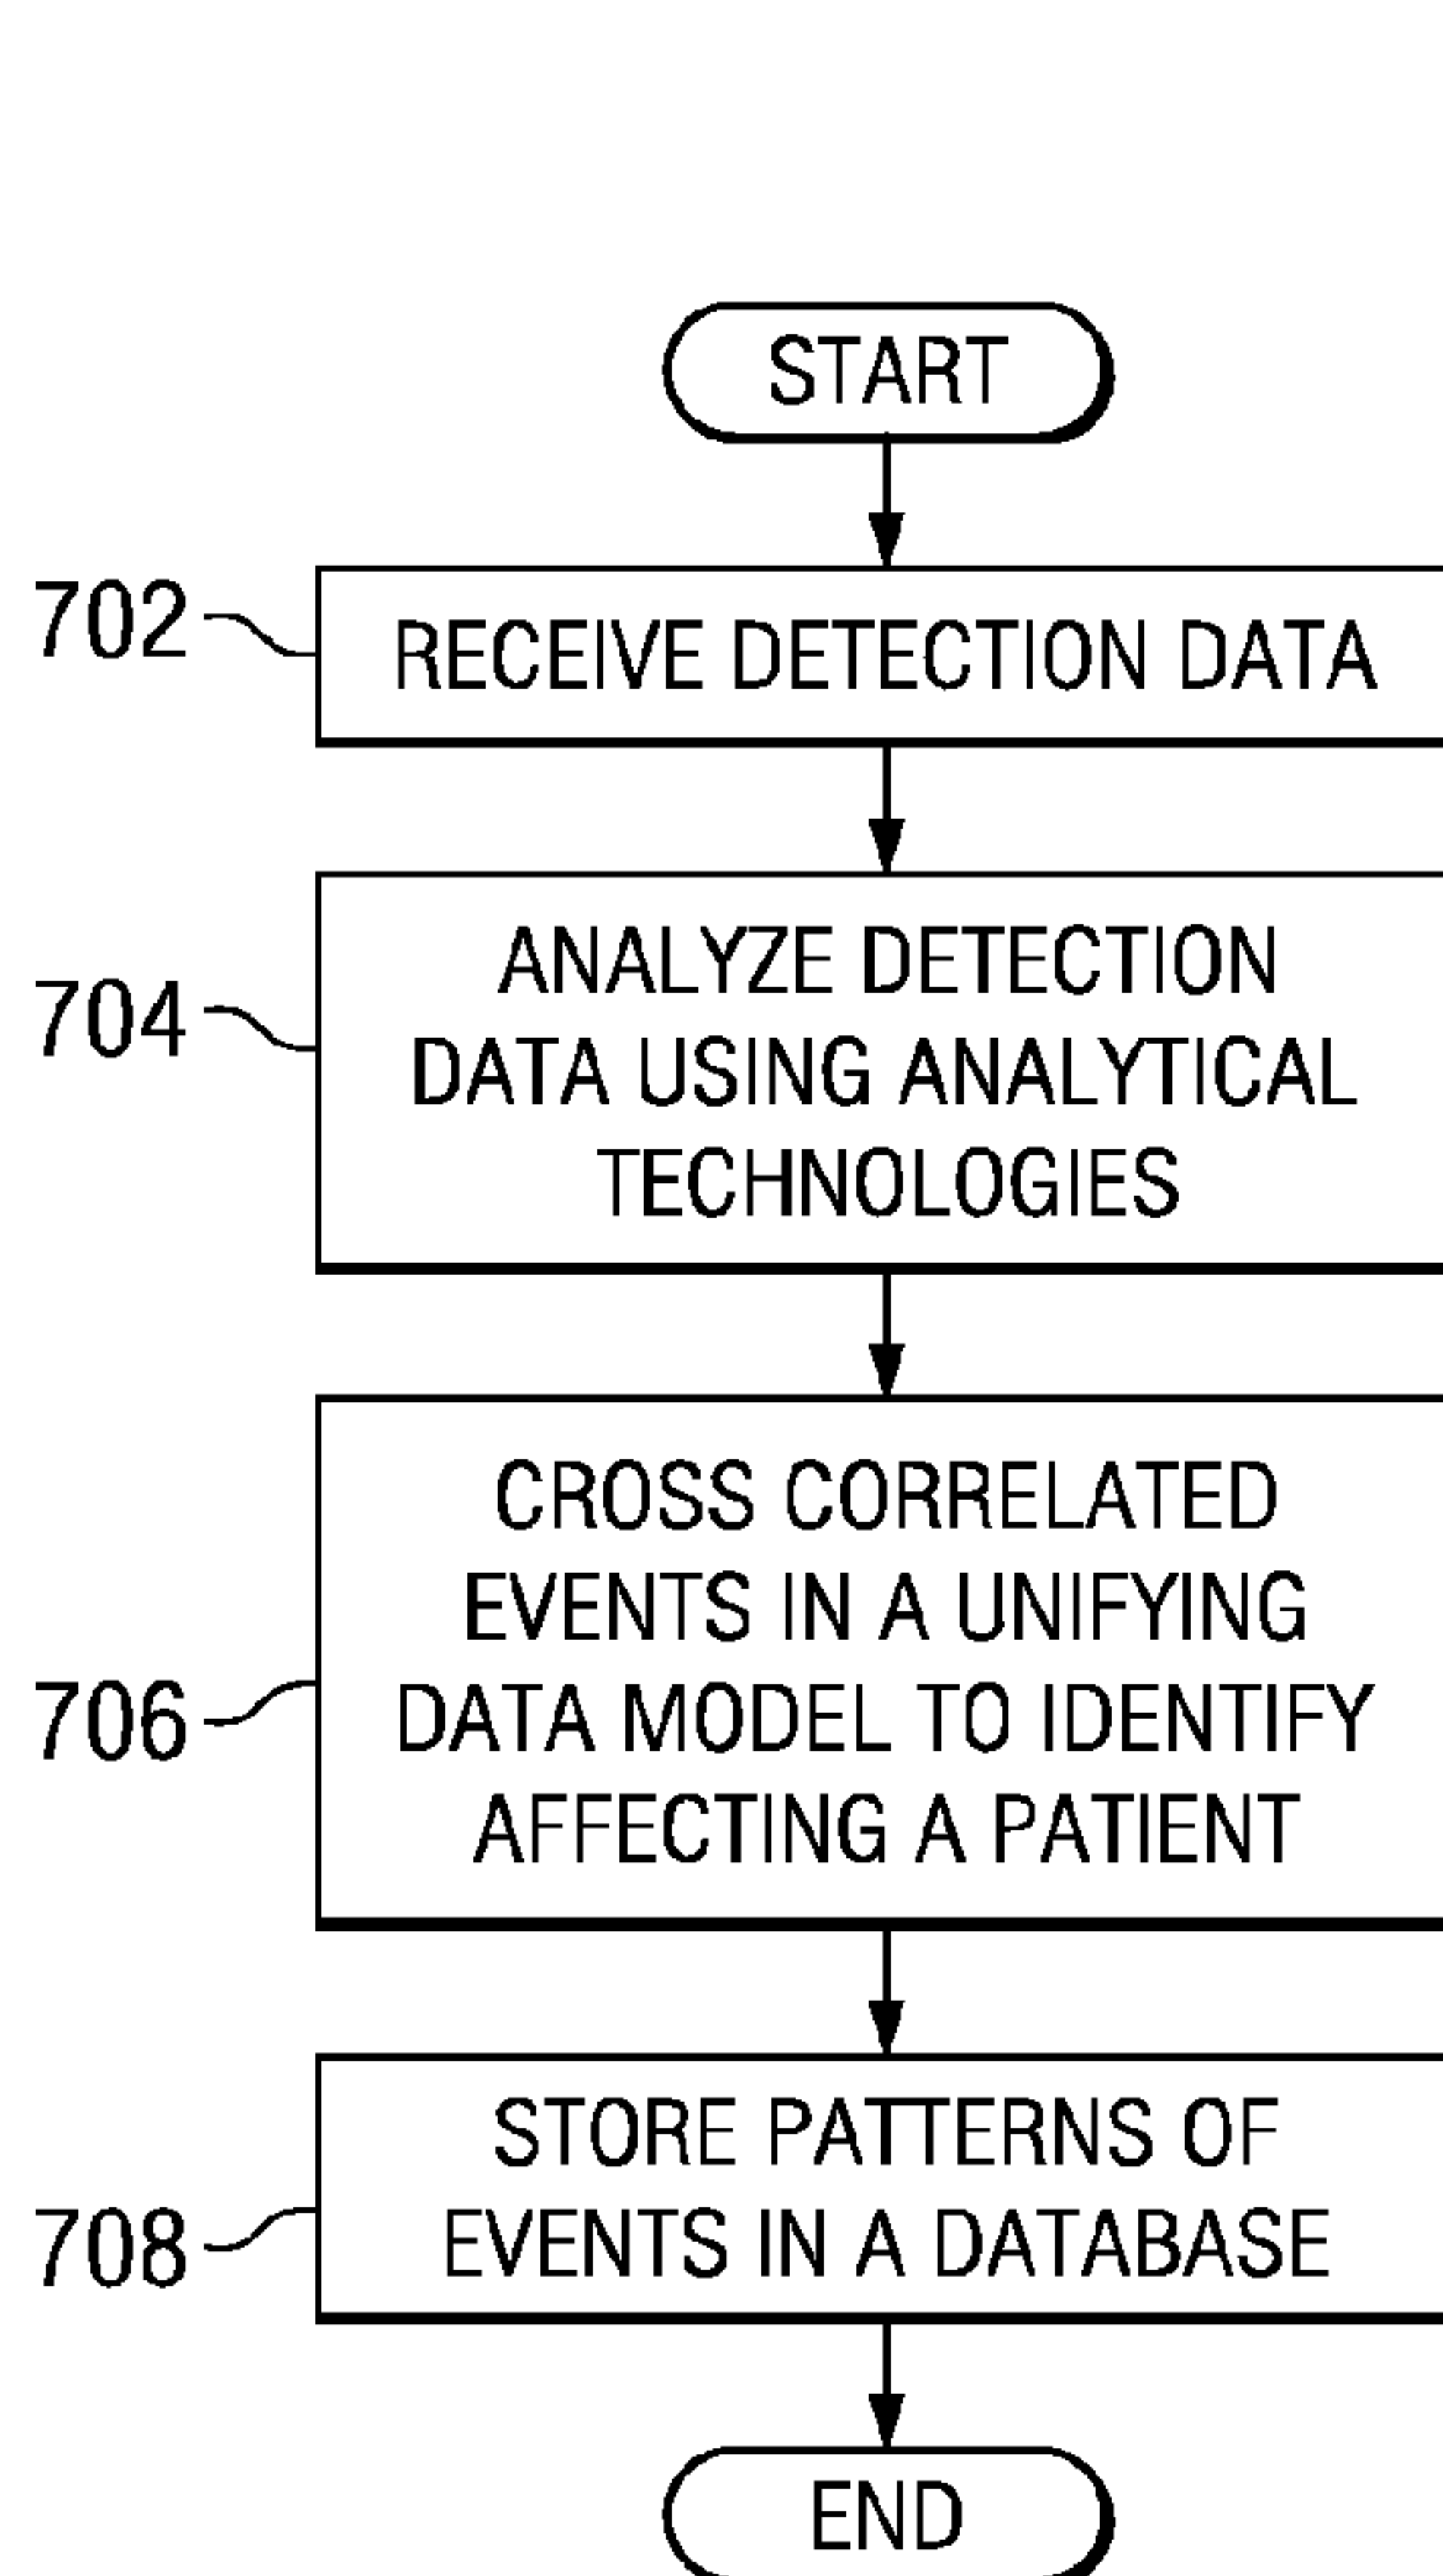 START
702
RECEIVE DETECTION DATA
704
ANALYZE DETECTION
DATA USING ANALYTICAL
TECHNOLOGIES
706
CROSS CORRELATED
EVENTS IN A UNIFYING
DATA MODEL TO IDENTIFY
AFFECTING A PATIENT
708
STORE PATTERNS OF
EVENTS IN A DATABASE
END